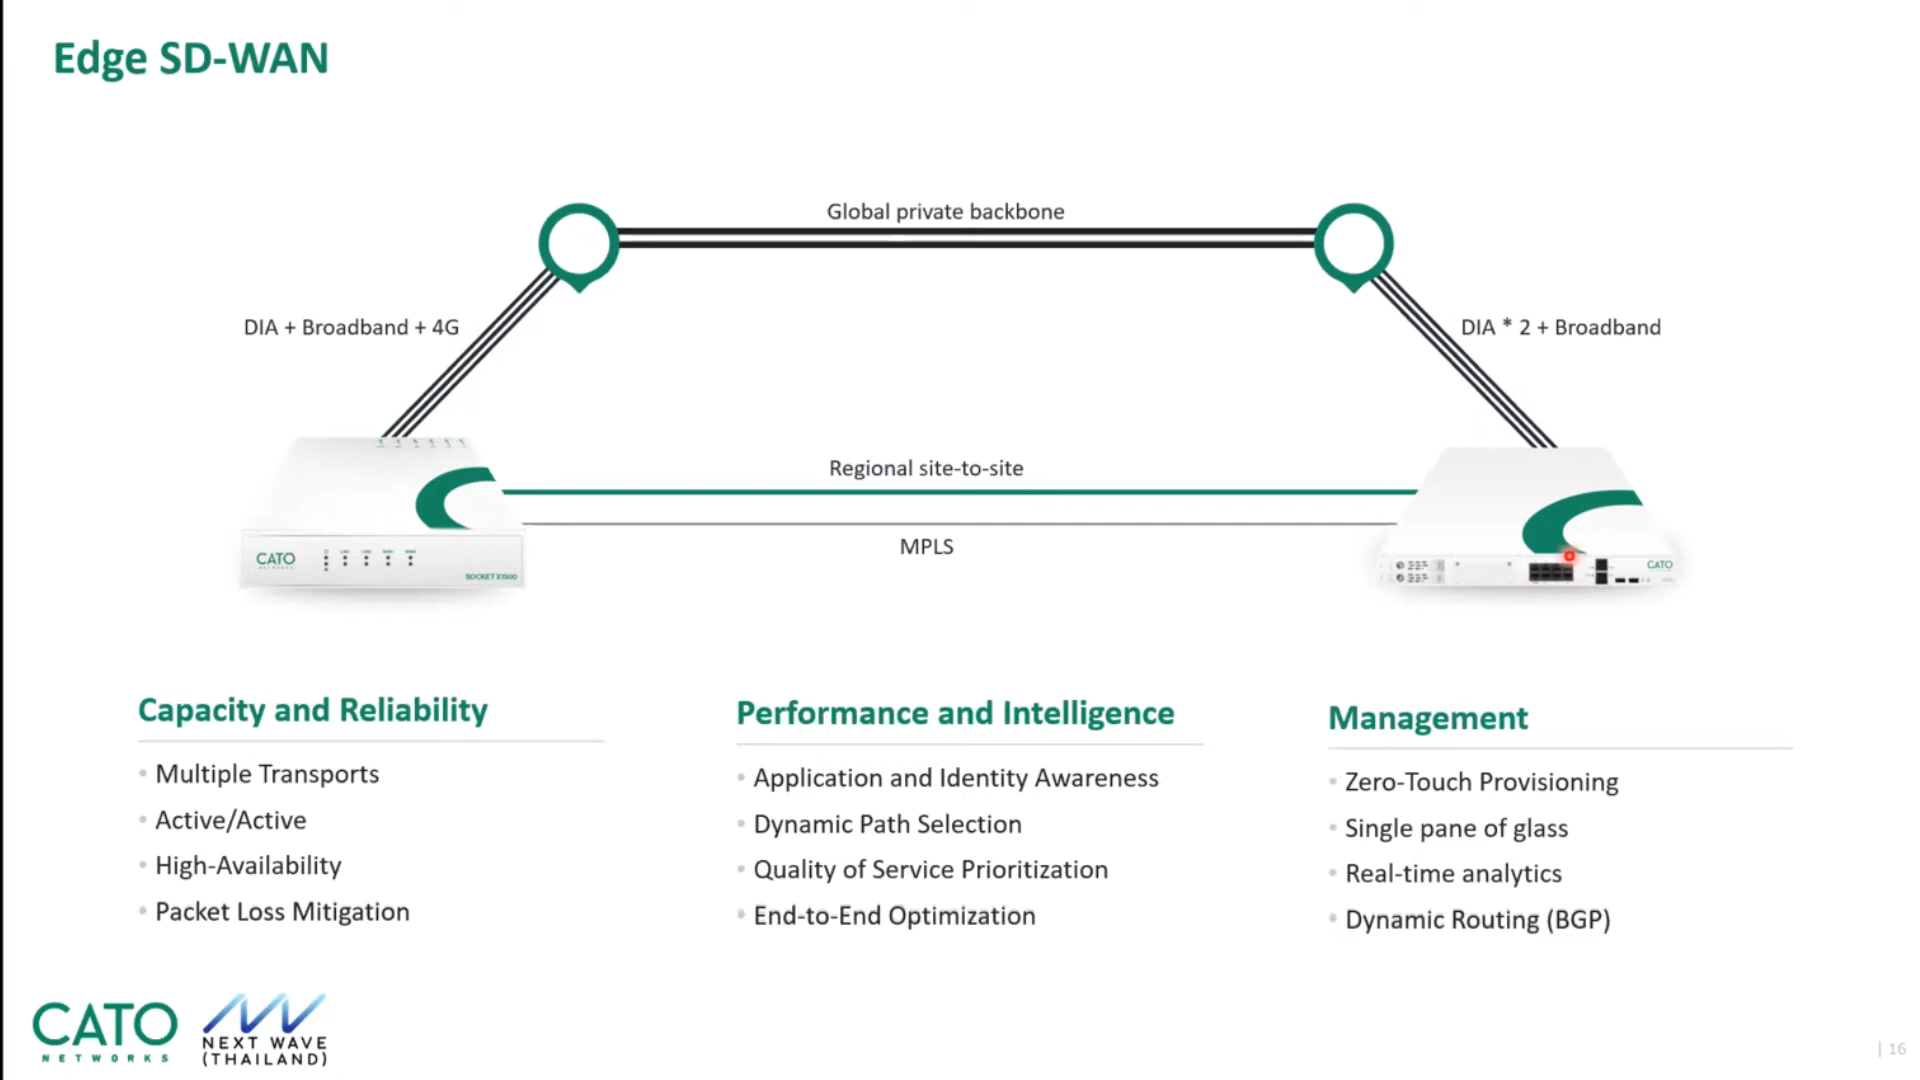 Edge SD-WAN
Global private backbone
DIA + Broadband + 4G
DIA * 2 + Broadband
Regional site-to-site
MPLS
CATO
NETWORKS
SOCKET X1500
CATO
Capacity and Reliability
• Multiple Transports
• Active/Active
• High-Availability
• Packet Loss Mitigation
Performance and Intelligence
• Application and Identity Awareness
• Dynamic Path Selection
• Quality of Service Prioritization
• End-to-End Optimization
Management
• Zero-Touch Provisioning
• Single pane of glass
• Real-time analytics
• Dynamic Routing (BGP)
CATO
NETWORKS
NEXT WAVE
(THAILAND)
| 16